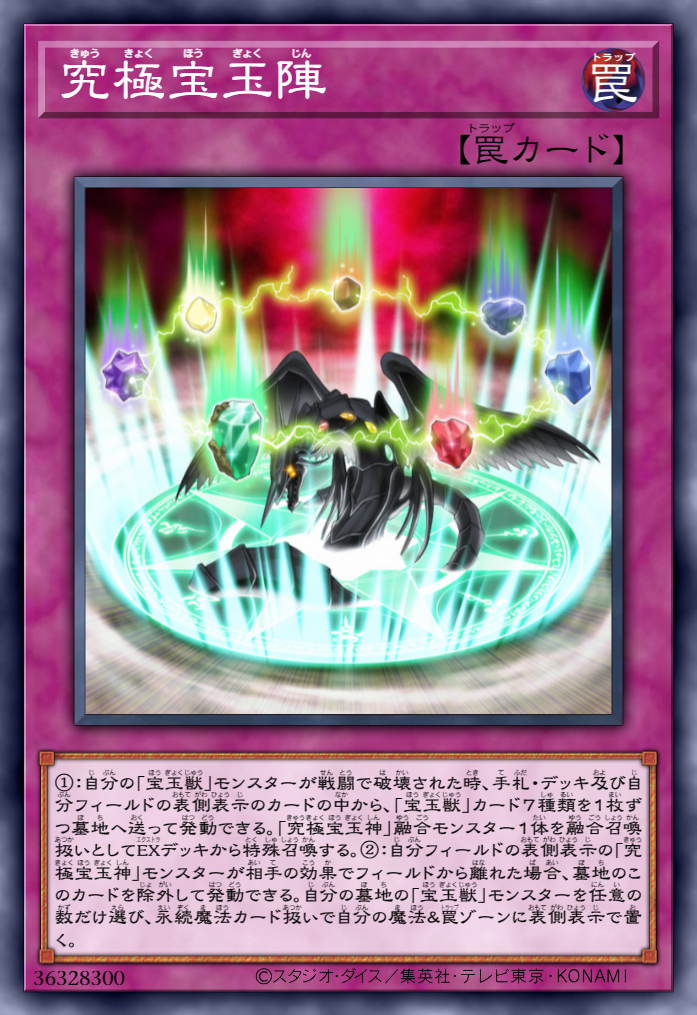 究極宝玉陣
罠
【罠カード】
①:自分の「宝玉獣」モンスターが戦闘で破壊された時、手札・デッキ及び自
分フィールドの表側表示のカードの中から、「宝玉獣」カード7種類を1枚ず
つ墓地へ送って発動できる。「究極宝玉神」融合モンスター1体を融合召喚
扱いとしてEXデッキから特殊召喚する。②:自分フィールドの表側表示の「究
極宝玉神」モンスターが相手の効果でフィールドから離れた場合、墓地のこ
のカードを除外して発動できる。自分の墓地の「宝玉獣」モンスターを任意の
数だけ選び、永続魔法カード扱いで自分の魔法&罠ゾーンに表側表示で置
く。
36328300
©スタジオ・ダイス／集英社・テレビ東京・KONAMI